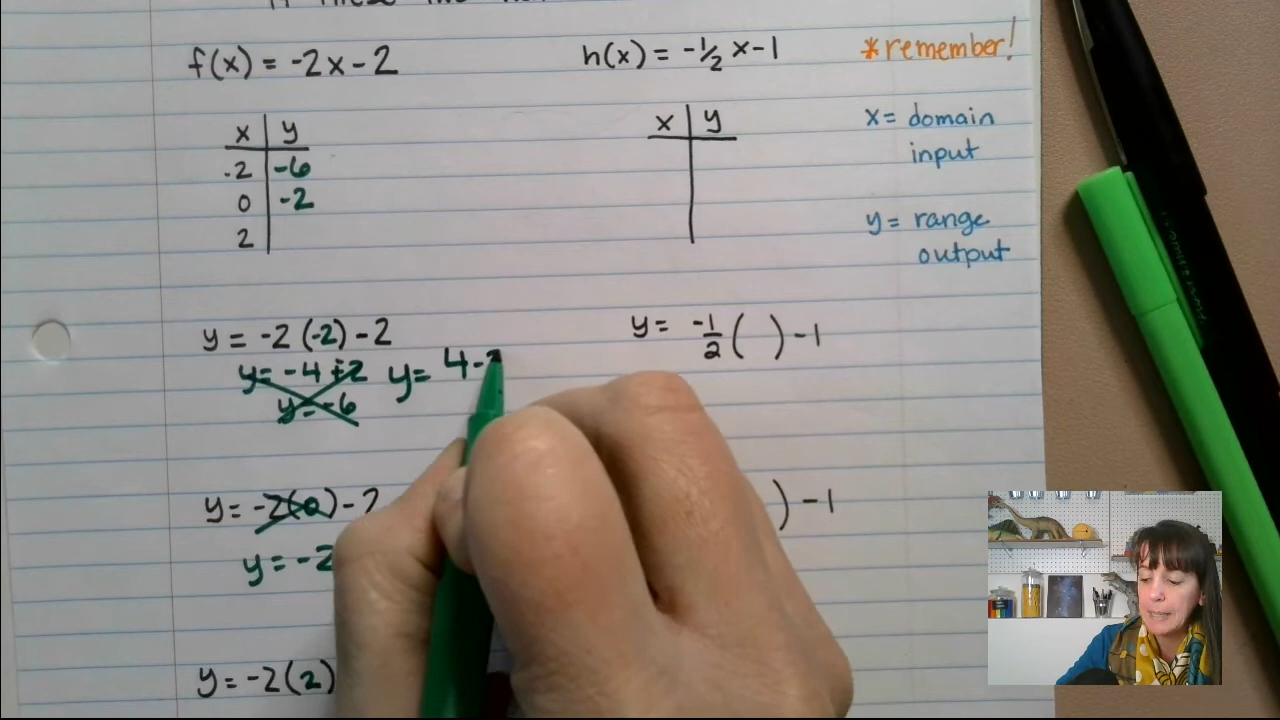 f(x) = -2x - 2
x y
-2 -6
0 -2
2
y = -2 (-2) - 2
y = -4 + -2
y = -6
y = 4 -
y = -2(0) - 2
y = -2
y = -2(2)
h(x) = -1/2 x - 1
x y
y = -1/2 ( ) - 1
) - 1
*remember!
x = domain
input
y = range
output